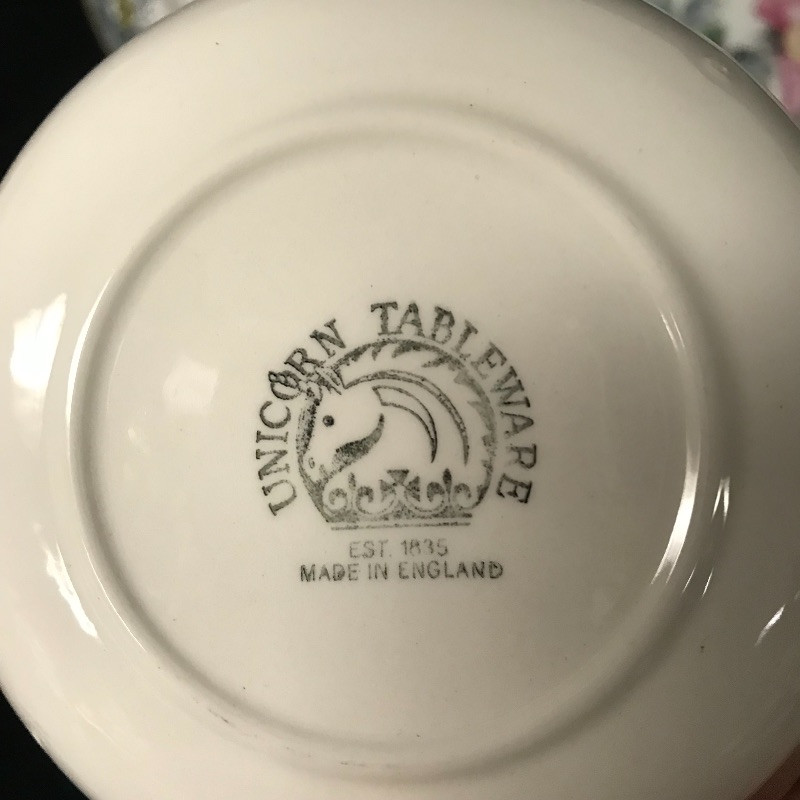 UNICORN TABLEWARE
EST. 1835
MADE IN ENGLAND